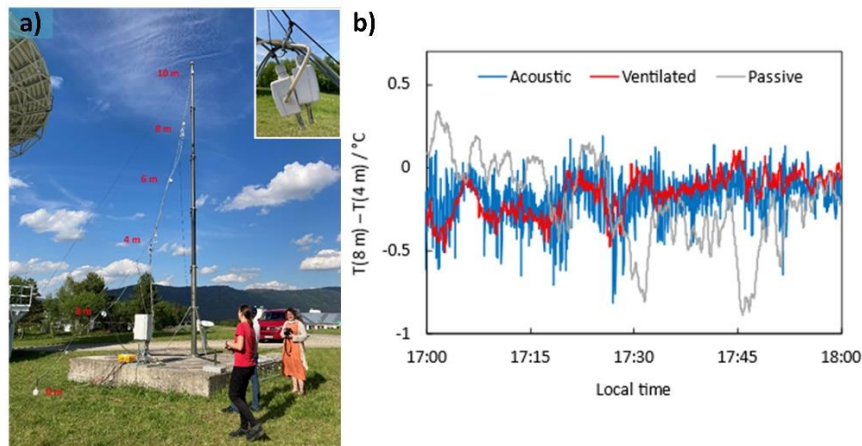 a)
10 m
8 m
6 m
4 m
0 m
b)
Acoustic Ventilated Passive
T(8 m) – T(4 m) / °C
0.5
0
-0.5
-1
17:00 17:15 17:30 17:45 18:00
Local time